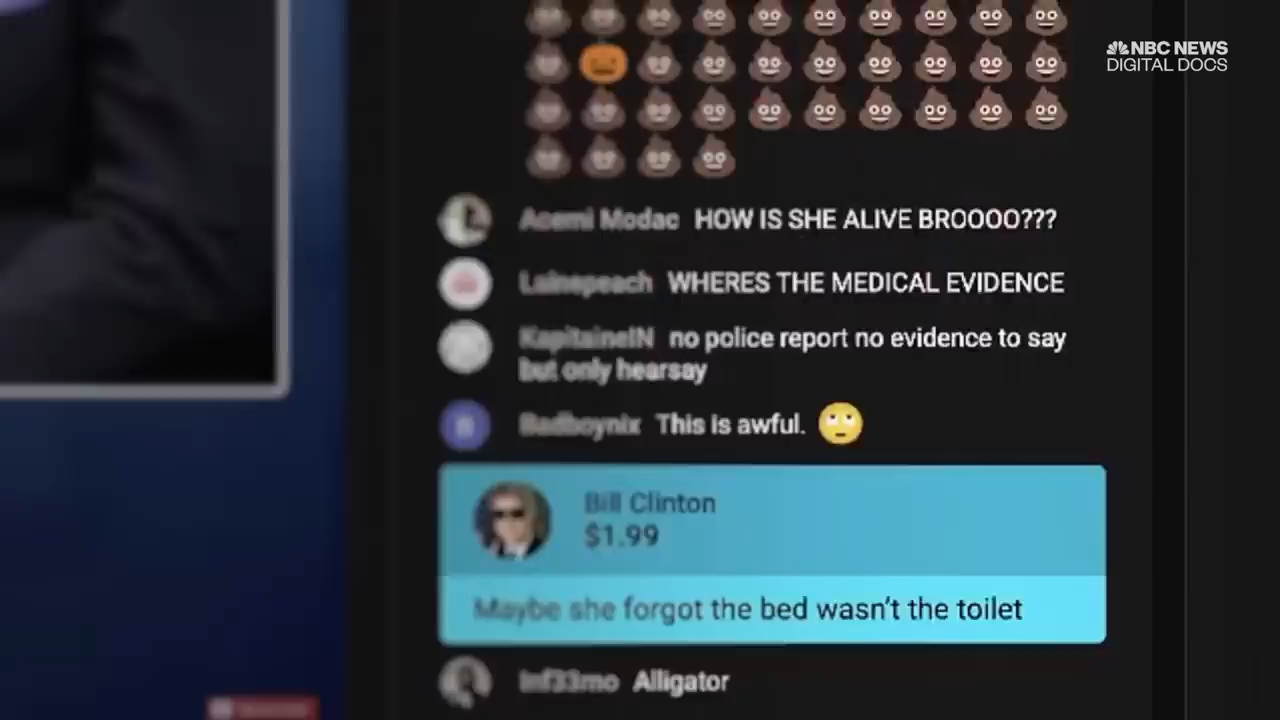 NBC NEWS
DIGITAL DOCS
Acemi Modac HOW IS SHE ALIVE BROOOO???
Lainepeach WHERES THE MEDICAL EVIDENCE
KapitaineIN no police report no evidence to say
but only hearsay
Badboynix This is awful.
Bill Clinton
$1.99
Maybe she forgot the bed wasn't the toilet
Inf33mo Alligator